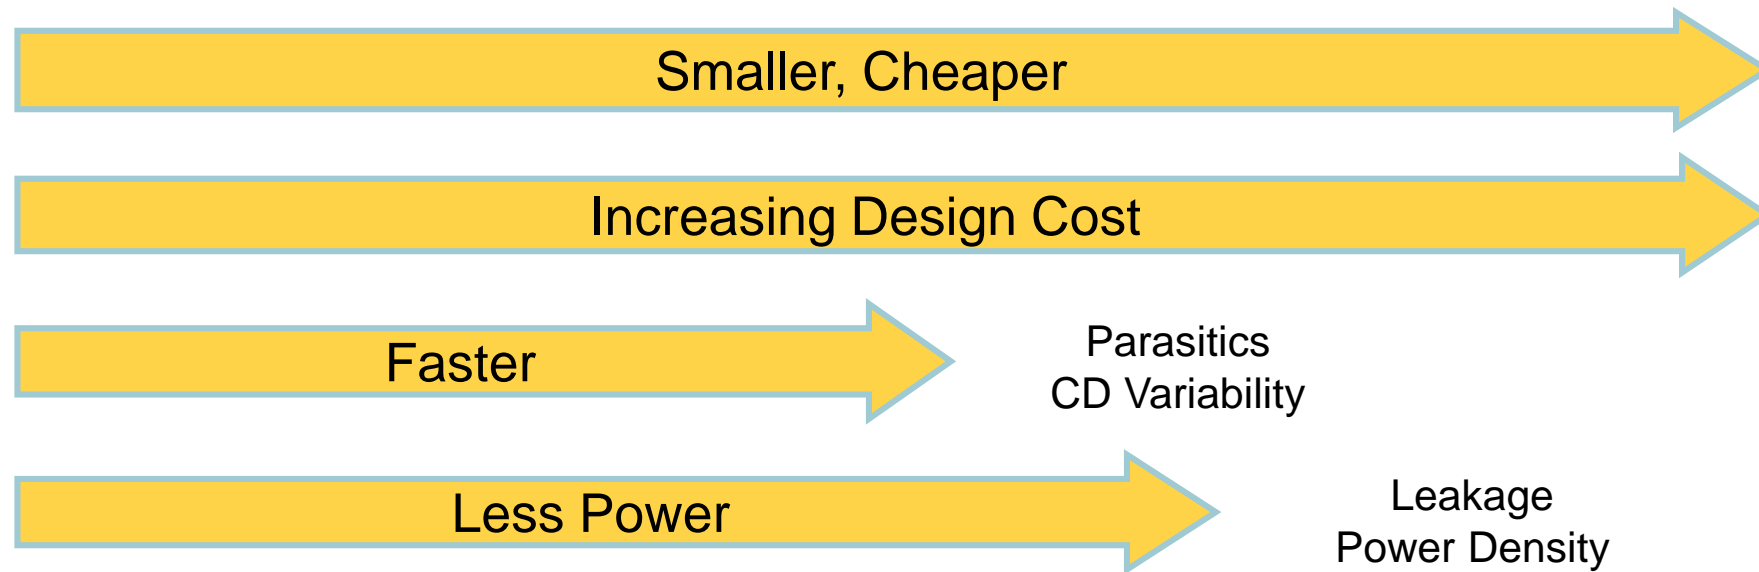 Smaller, Cheaper
Increasing Design Cost
Faster
Parasitics
CD Variability
Less Power
Leakage
Power Density